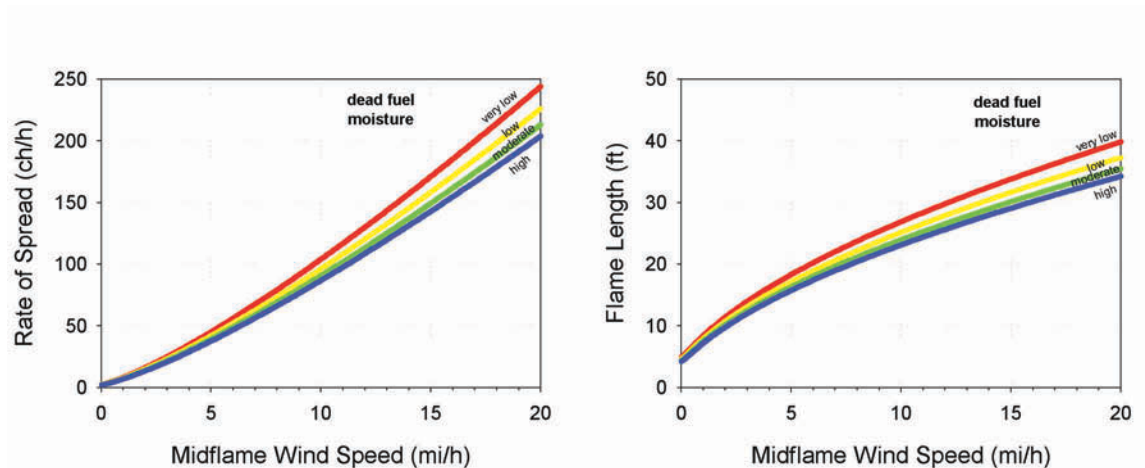 250
200
150
100
50
0
Rate of Spread (ch/h)
dead fuel
moisture
very low
low
moderate
high
0 5 10 15 20
Midflame Wind Speed (mi/h)
50
40
30
20
10
0
Flame Length (ft)
dead fuel
moisture
very low
low
moderate
high
0 5 10 15 20
Midflame Wind Speed (mi/h)